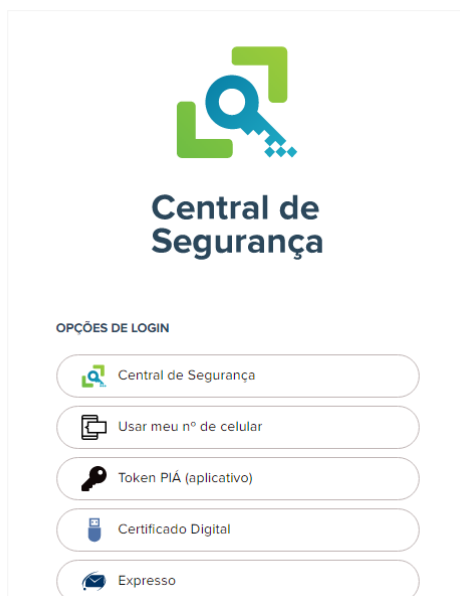 Central de
Segurança
OPÇÕES DE LOGIN
Central de Segurança
Usar meu nº de celular
Token PIÁ (aplicativo)
Certificado Digital
Expresso